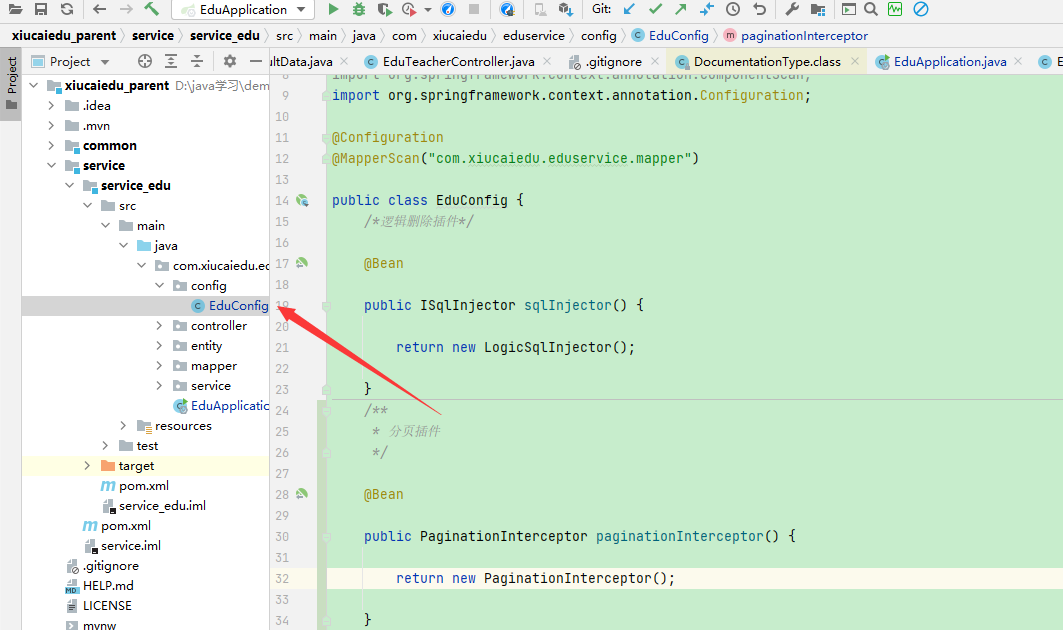 EduApplication
Git:
xiucaiedu_parent service service_edu src main java com xiucaiedu eduservice config EduConfig paginationInterceptor
Project
Project
ultData.java
EduTeacherController.java
.gitignore
DocumentationType.class
EduApplication.java
E
xiucaiedu_parent D:\java学习\dem
.idea
.mvn
common
service
service_edu
src
main
java
com.xiucaiedu.ed
config
EduConfig
controller
entity
mapper
service
EduApplicatio
resources
test
target
pom.xml
service_edu.iml
pom.xml
service.iml
.gitignore
HELP.md
LICENSE
mvnw
8 import org.springframework.context.annotation.ComponentScan;
9 import org.springframework.context.annotation.Configuration;
10
11 @Configuration
12 @MapperScan("com.xiucaiedu.eduservice.mapper")
13
14 public class EduConfig {
15 /*逻辑删除插件*/
16
17 @Bean
18
19 public ISqlInjector sqlInjector() {
20
21 return new LogicSqlInjector();
22
23 }
24 /**
25 * 分页插件
26 */
27
28 @Bean
29
30 public PaginationInterceptor paginationInterceptor() {
31
32 return new PaginationInterceptor();
33
34 }